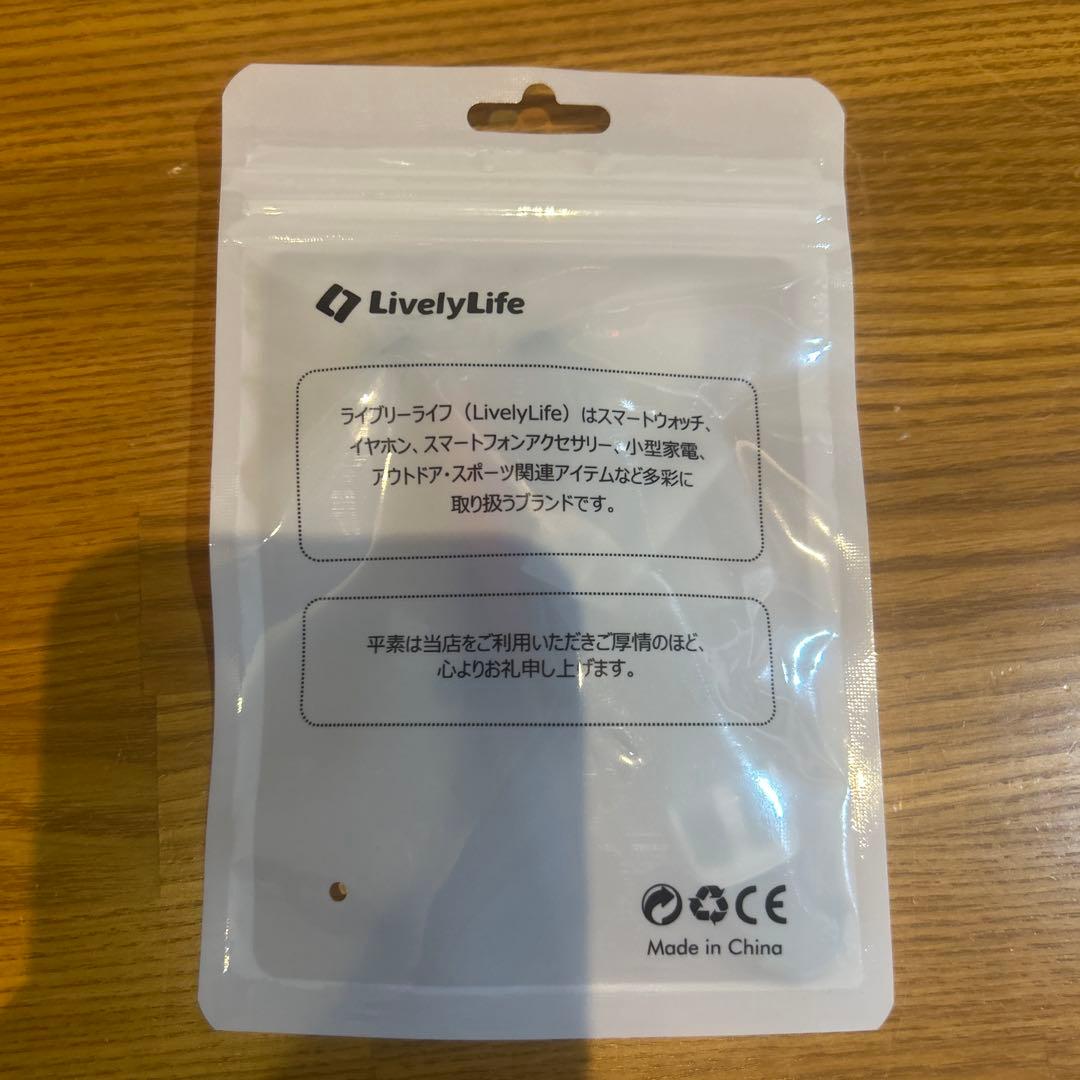 LivelyLife
ライブリーライフ（LivelyLife）はスマートウォッチ、
イヤホン、スマートフォンアクセサリー、小型家電、
アウトドア・スポーツ関連アイテムなど多彩に
取り扱うブランドです。
平素は当店をご利用いただきご厚情のほど、
心よりお礼申し上げます。
CE
Made in China